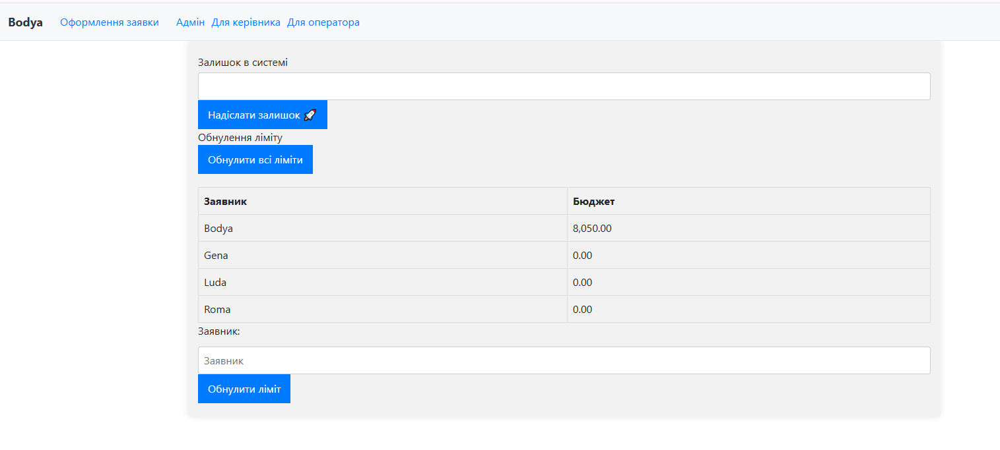 Bodya Оформлення заявки Адмін Для керівника Для оператора
Залишок в системі
Надіслати залишок 🚀
Обнулення ліміту
Обнулити всі ліміти
Заявник Бюджет
Bodya 8,050.00
Gena 0.00
Luda 0.00
Roma 0.00
Заявник:
Заявник
Обнулити ліміт